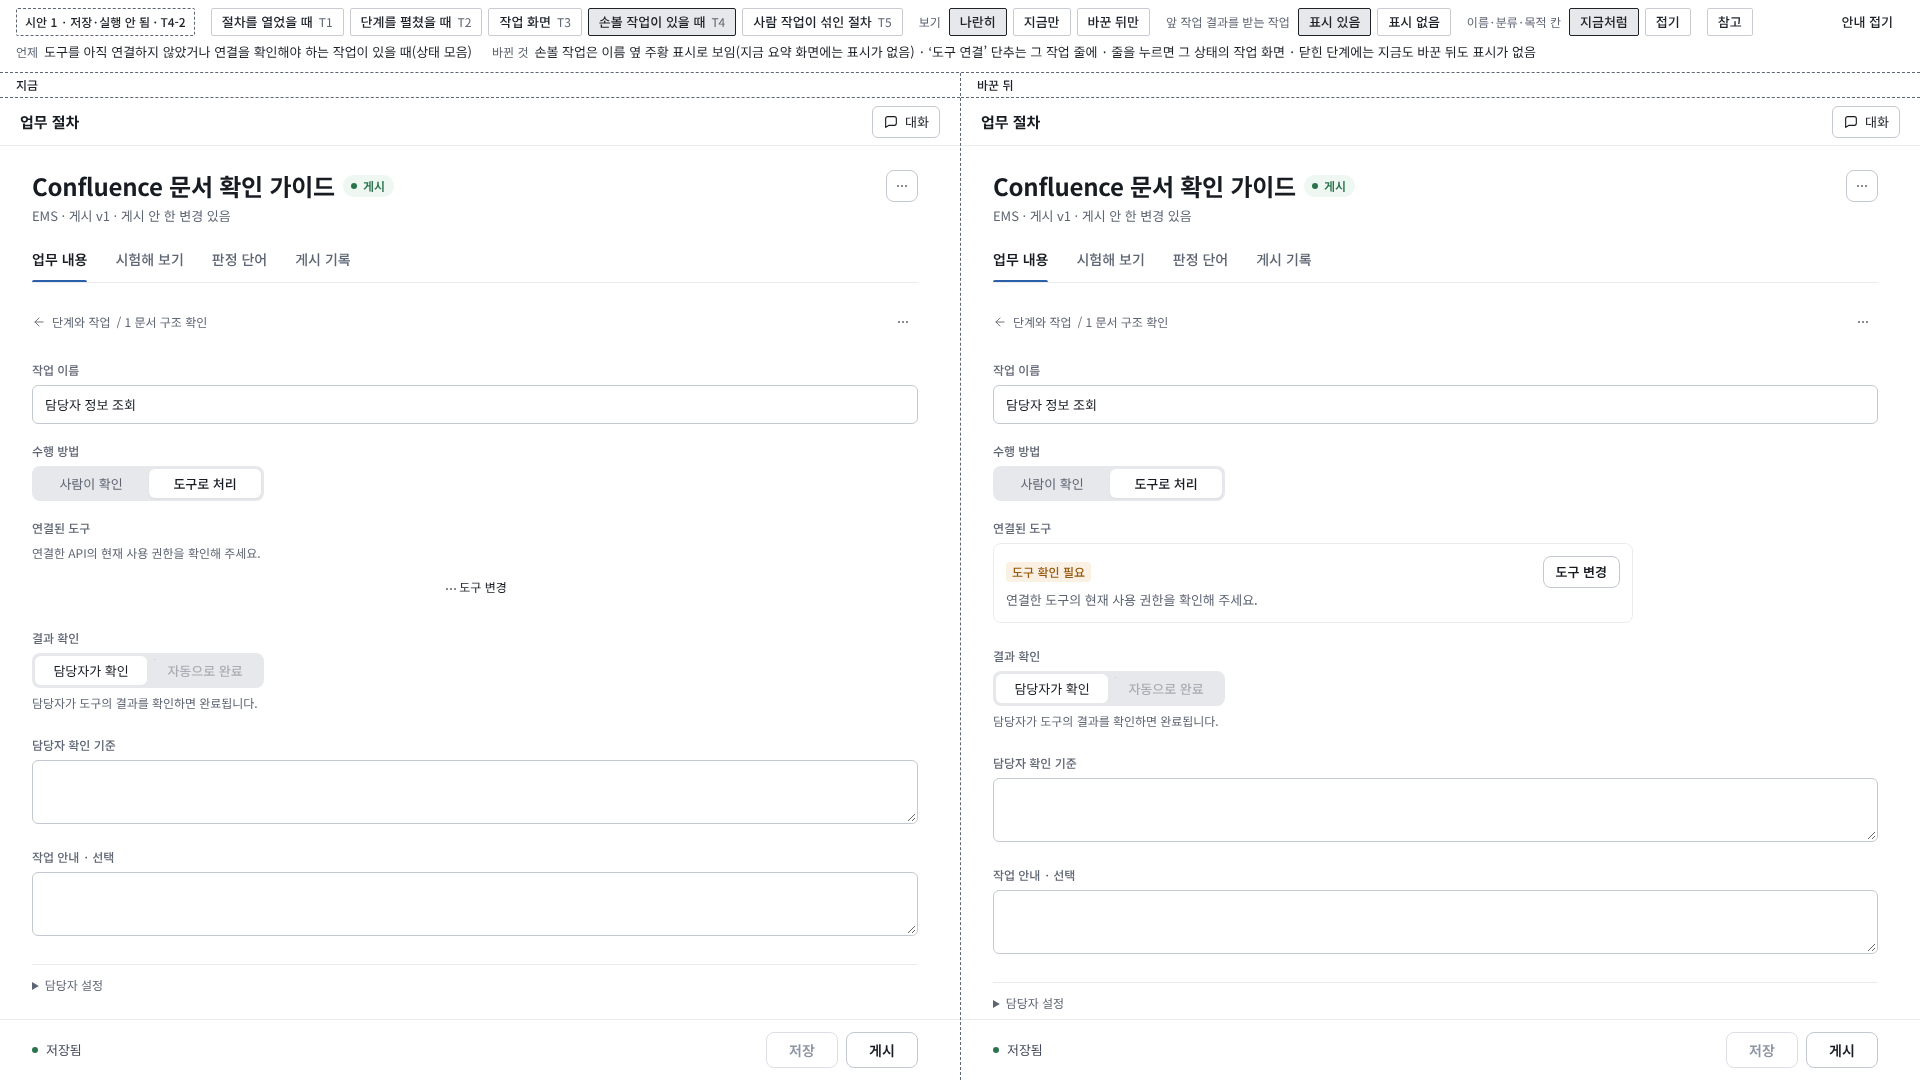 시안 1 · 저장·실행 안 됨 · T4-2 절차를 열었을 때 T1 단계를 펼쳤을 때 T2 작업 화면 T3 손볼 작업이 있을 때 T4 사람 작업이 섞인 절차 T5 보기 나란히 지금만 바꾼 뒤만 앞 작업 결과를 받는 작업 표시 있음 표시 없음 이름·분류·목적 칸 지금처럼 접기 참고 안내 접기
언제 도구를 아직 연결하지 않았거나 연결을 확인해야 하는 작업이 있을 때(상태 모음) 바뀐 것 손볼 작업은 이름 옆 주황 표시로 보임(지금 요약 화면에는 표시가 없음) · ‘도구 연결’ 단추는 그 작업 줄에 · 줄을 누르면 그 상태의 작업 화면 · 닫힌 단계에는 지금도 바꾼 뒤도 표시가 없음
지금
업무 절차
대화
Confluence 문서 확인 가이드 게시
···
EMS · 게시 v1 · 게시 안 한 변경 있음
업무 내용 시험해 보기 판정 단어 게시 기록
← 단계와 작업 / 1 문서 구조 확인 ···
작업 이름
담당자 정보 조회
수행 방법
사람이 확인 도구로 처리
연결된 도구
연결한 API의 현재 사용 권한을 확인해 주세요.
··· 도구 변경
결과 확인
담당자가 확인 자동으로 완료
담당자가 도구의 결과를 확인하면 완료됩니다.
담당자 확인 기준
작업 안내 · 선택
▶ 담당자 설정
저장됨 저장 게시
바꾼 뒤
업무 절차
대화
Confluence 문서 확인 가이드 게시
···
EMS · 게시 v1 · 게시 안 한 변경 있음
업무 내용 시험해 보기 판정 단어 게시 기록
← 단계와 작업 / 1 문서 구조 확인 ···
작업 이름
담당자 정보 조회
수행 방법
사람이 확인 도구로 처리
연결된 도구
도구 확인 필요 도구 변경
연결한 도구의 현재 사용 권한을 확인해 주세요.
결과 확인
담당자가 확인 자동으로 완료
담당자가 도구의 결과를 확인하면 완료됩니다.
담당자 확인 기준
작업 안내 · 선택
▶ 담당자 설정
저장됨 저장 게시